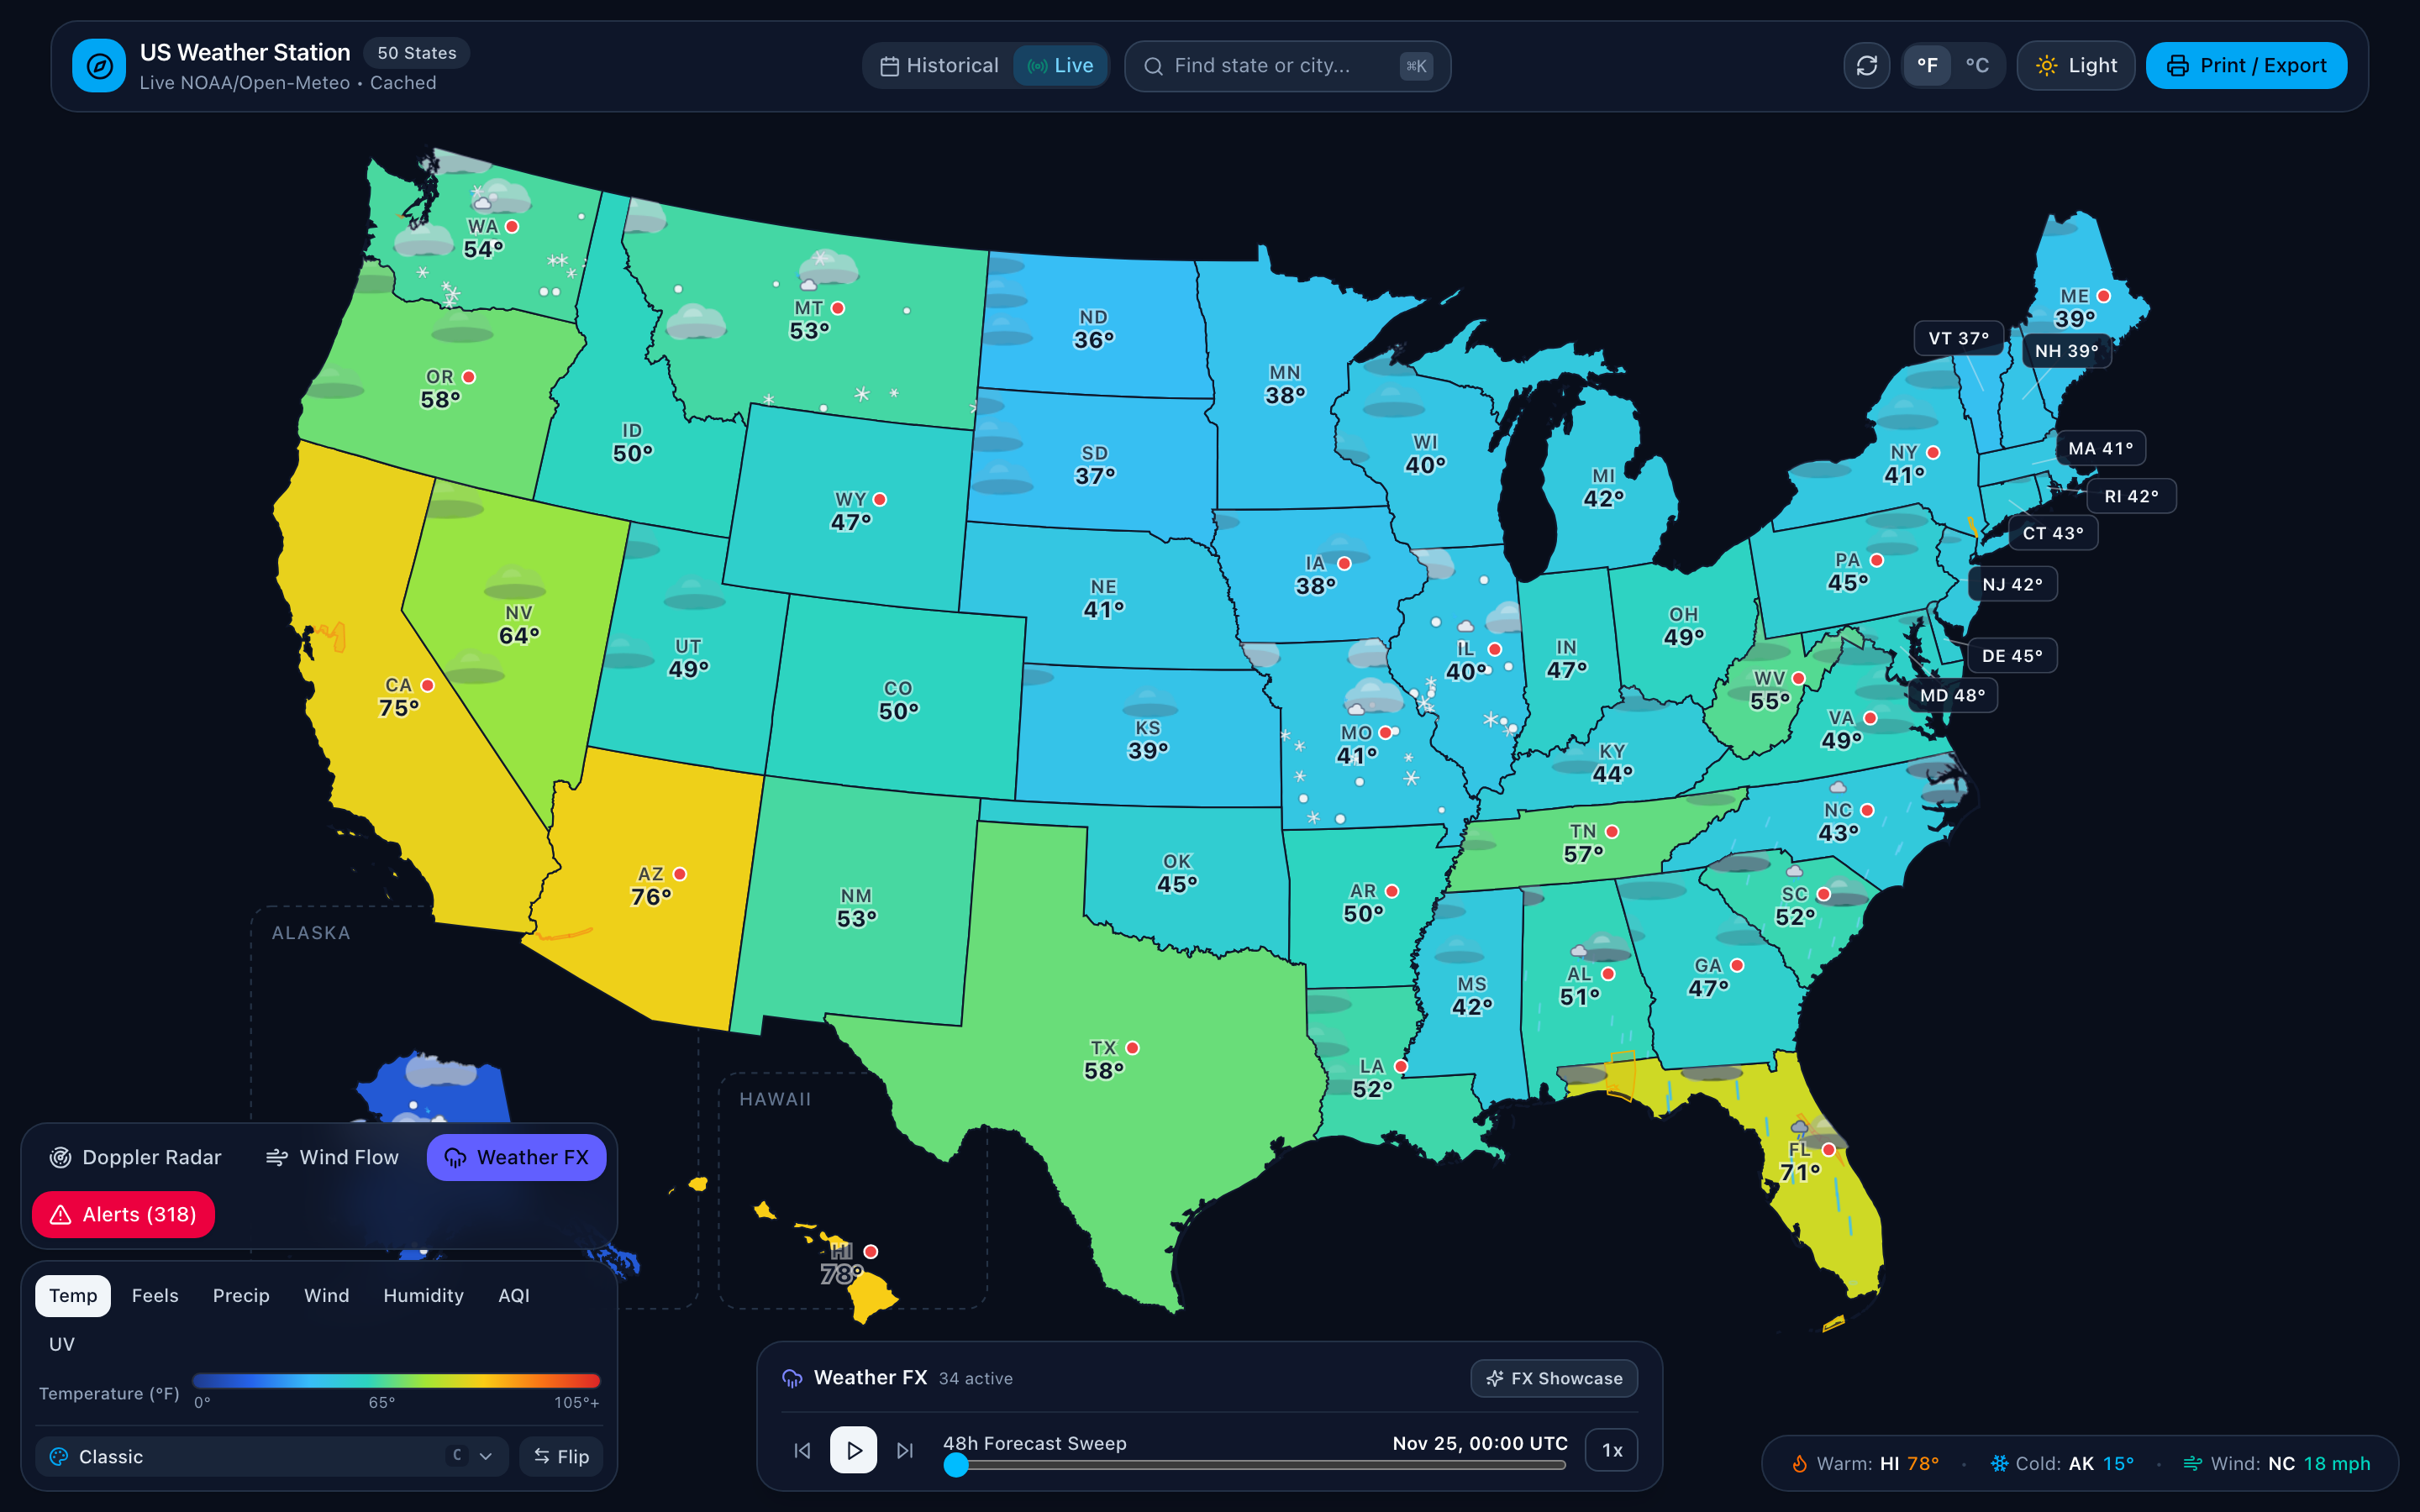 US Weather Station
50 States
Live NOAA/Open-Meteo • Cached
Historical
Live
Find state or city...
⌘K
°F
°C
Light
Print / Export
WA
54°
MT
53°
ND
36°
MN
38°
ME
39°
VT 37°
NH 39°
OR
58°
ID
50°
SD
37°
WI
40°
MI
42°
NY
41°
MA 41°
RI 42°
CT 43°
WY
47°
NE
41°
IA
38°
PA
45°
NJ 42°
NV
64°
UT
49°
IL
40°
IN
47°
OH
49°
DE 45°
CA
75°
CO
50°
KS
39°
MO
41°
KY
44°
WV
55°
VA
49°
MD 48°
AZ
76°
NM
53°
OK
45°
AR
50°
TN
57°
NC
43°
SC
52°
ALASKA
MS
42°
AL
51°
GA
47°
TX
58°
LA
52°
HAWAII
FL
71°
HI
78°
Doppler Radar
Wind Flow
Weather FX
Alerts (318)
Temp
Feels
Precip
Wind
Humidity
AQI
UV
Temperature (°F)
0°
65°
105°+
Classic
C
Flip
Weather FX
34 active
FX Showcase
48h Forecast Sweep
Nov 25, 00:00 UTC
1x
Warm: HI 78°
•
Cold: AK 15°
•
Wind: NC 18 mph